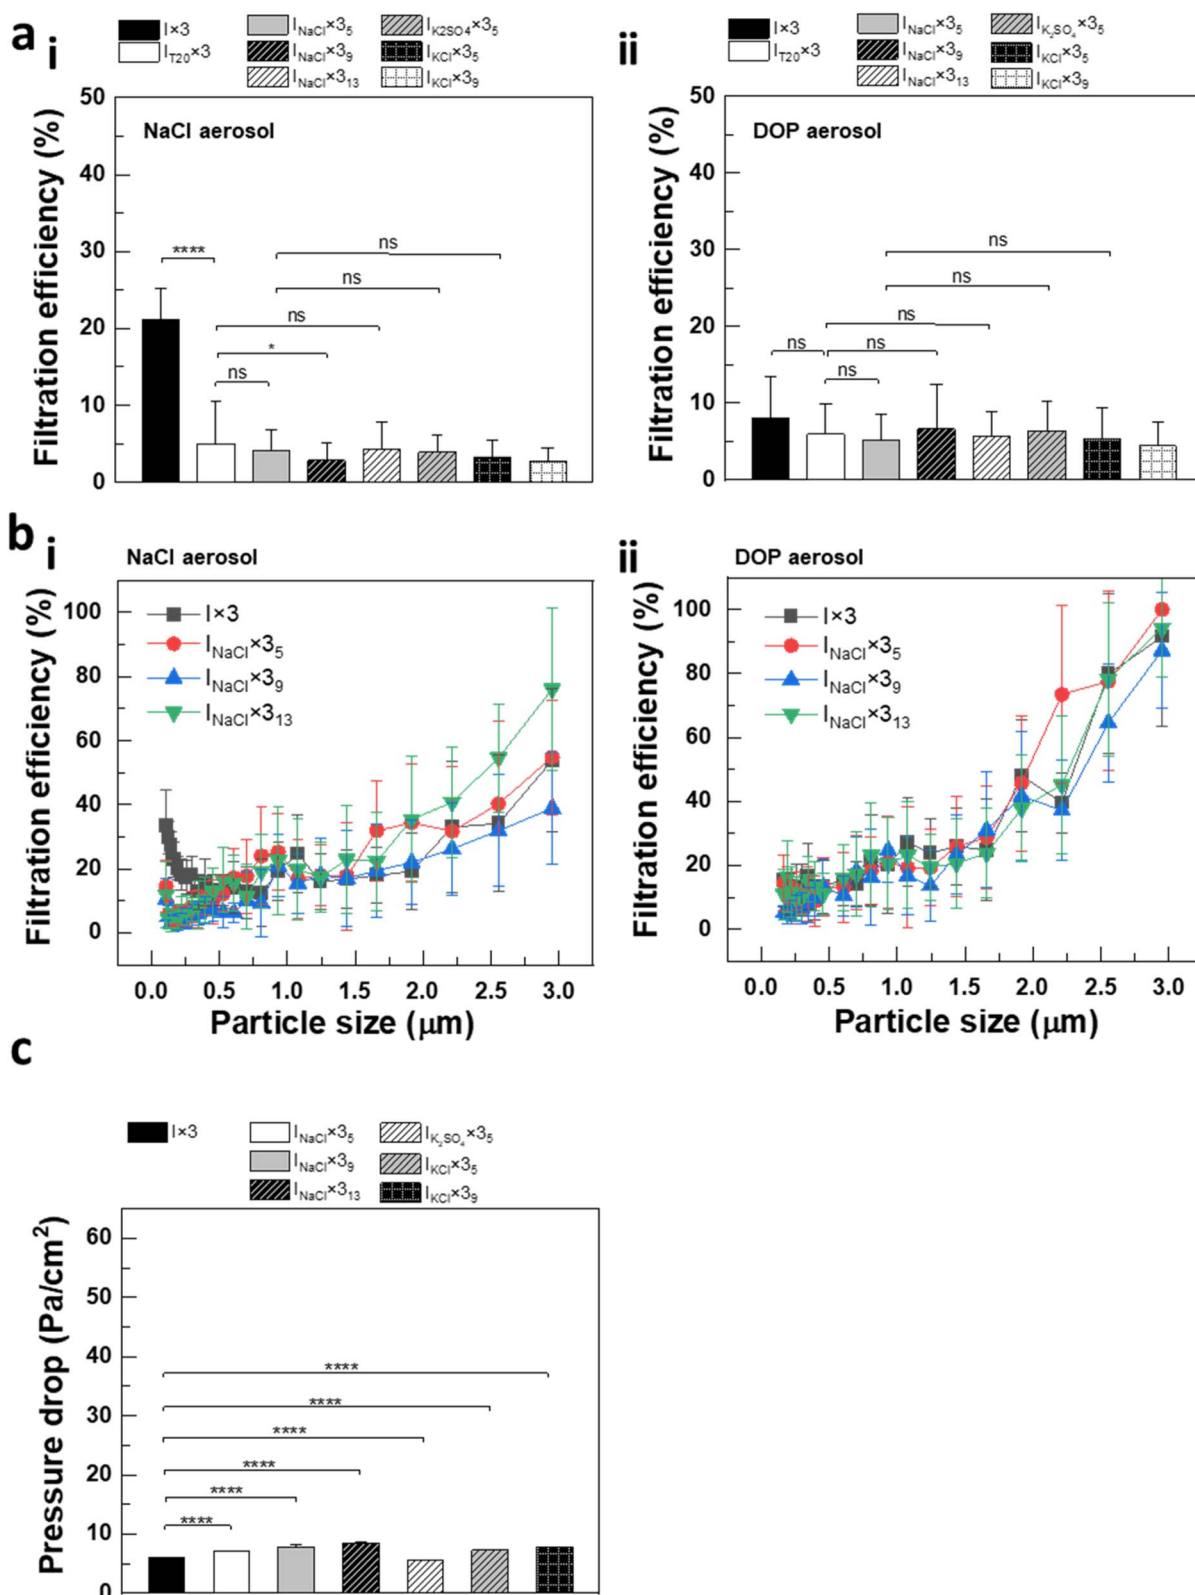 a
i
I×3
I_T20×3
I_NaCl×3_5
I_NaCl×3_9
I_NaCl×3_13
I_K2SO4×3_5
I_KCl×3_5
I_KCl×3_9
Filtration efficiency (%)
50
40
30
20
10
0
NaCl aerosol
****
ns
*
ns
ns
ns
ii
I×3
I_T20×3
I_NaCl×3_5
I_NaCl×3_9
I_NaCl×3_13
I_K2SO4×3_5
I_KCl×3_5
I_KCl×3_9
Filtration efficiency (%)
50
40
30
20
10
0
DOP aerosol
ns
ns
ns
ns
ns
ns
b
i
NaCl aerosol
Filtration efficiency (%)
100
80
60
40
20
0
I×3
I_NaCl×3_5
I_NaCl×3_9
I_NaCl×3_13
0.0 0.5 1.0 1.5 2.0 2.5 3.0
Particle size (μm)
ii
DOP aerosol
Filtration efficiency (%)
100
80
60
40
20
0
I×3
I_NaCl×3_5
I_NaCl×3_9
I_NaCl×3_13
0.0 0.5 1.0 1.5 2.0 2.5 3.0
Particle size (μm)
c
I×3
I_NaCl×3_5
I_NaCl×3_9
I_NaCl×3_13
I_K2SO4×3_5
I_KCl×3_5
I_KCl×3_9
Pressure drop (Pa/cm²)
60
50
40
30
20
10
0
****
****
****
****
****
****